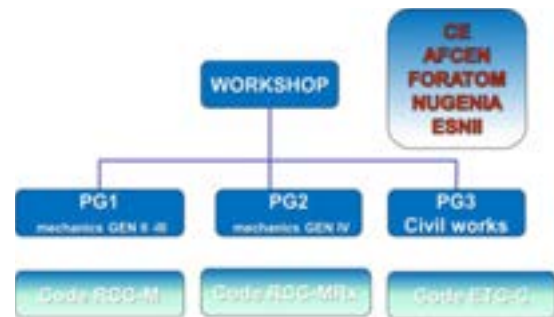 CE
AFCEN
FORATOM
NUGENIA
ESNII
WORKSHOP
PG1
mechanics GEN II -III
PG2
mechanics GEN IV
PG3
Civil works
Code RCC-M
Code RCC-MRx
Code ETC-C